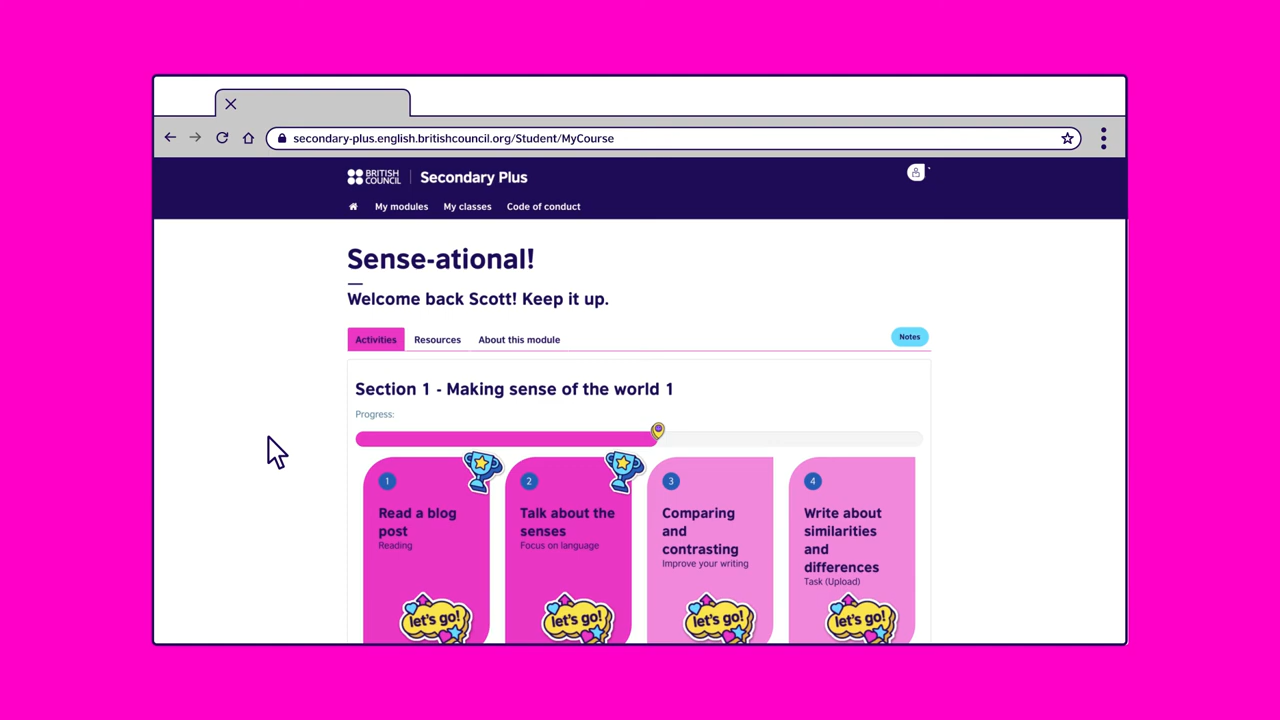 secondary-plus.english.britishcouncil.org/Student/MyCourse
BRITISH
COUNCIL
Secondary Plus
My modules My classes Code of conduct
Sense-ational!
Welcome back Scott! Keep it up.
Activities Resources About this module Notes
Section 1 - Making sense of the world 1
Progress:
1
Read a blog
post
Reading
let's go!
2
Talk about the
senses
Focus on language
let's go!
3
Comparing
and
contrasting
Improve your writing
let's go!
4
Write about
similarities
and
differences
Task (Upload)
let's go!